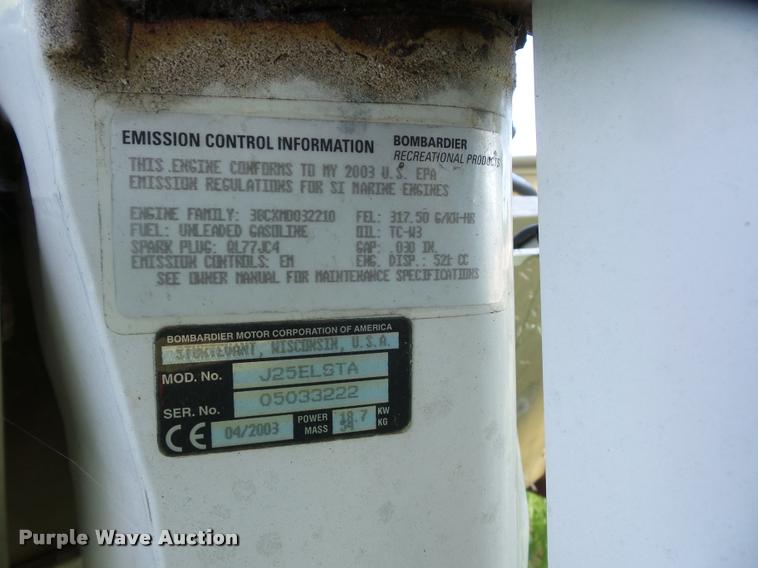 EMISSION CONTROL INFORMATION
BOMBARDIER
RECREATIONAL PRODUCTS
THIS ENGINE CONFORMS TO MY 2003 U.S. EPA
EMISSION REGULATIONS FOR SI MARINE ENGINES
ENGINE FAMILY: 3BCXM0032210 FEL: 317.50 G/KW-HR
FUEL: UNLEADED GASOLINE OIL: TC-W3
SPARK PLUG: QL77JC4 GAP: .030 IN.
EMISSION CONTROLS: EM ENG. DISP.: 521 CC
SEE OWNER MANUAL FOR MAINTENANCE SPECIFICATIONS
BOMBARDIER MOTOR CORPORATION OF AMERICA
STURTEVANT, WISCONSIN, U.S.A.
MOD. No. J25ELSTA
SER. No. 05033222
CE 04/2003 POWER 18.7 KW
MASS 54 KG
Purple Wave Auction